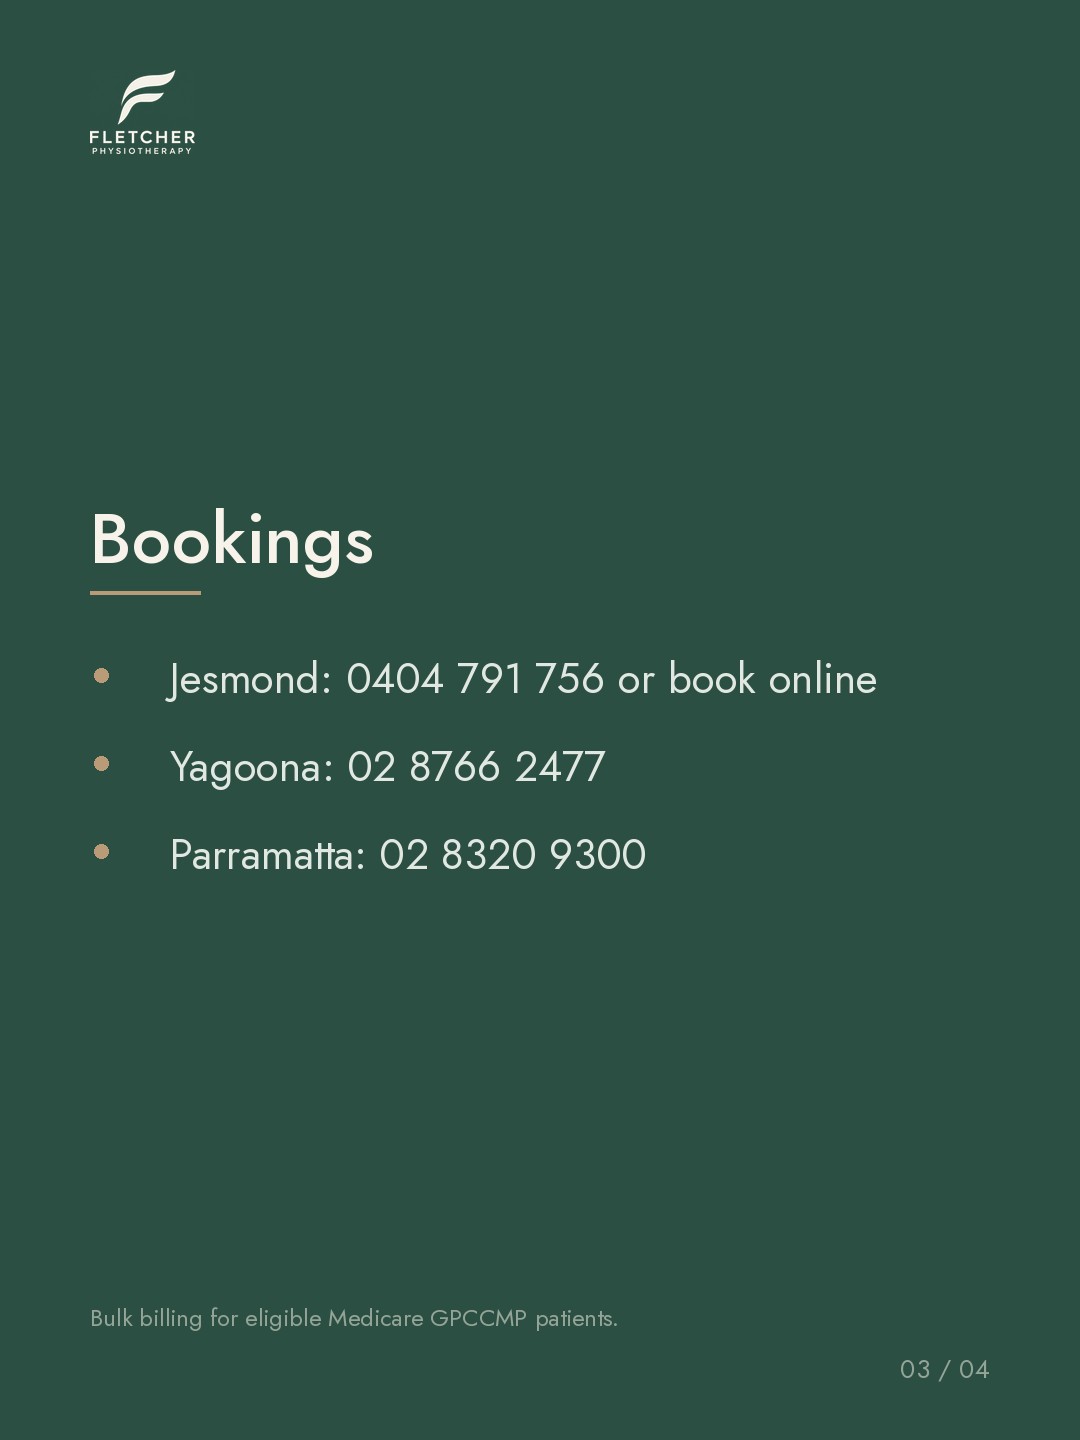 FLETCHER
PHYSIOTHERAPY
Bookings
Jesmond: 0404 791 756 or book online
Yagoona: 02 8766 2477
Parramatta: 02 8320 9300
Bulk billing for eligible Medicare GPCCMP patients.
03 / 04